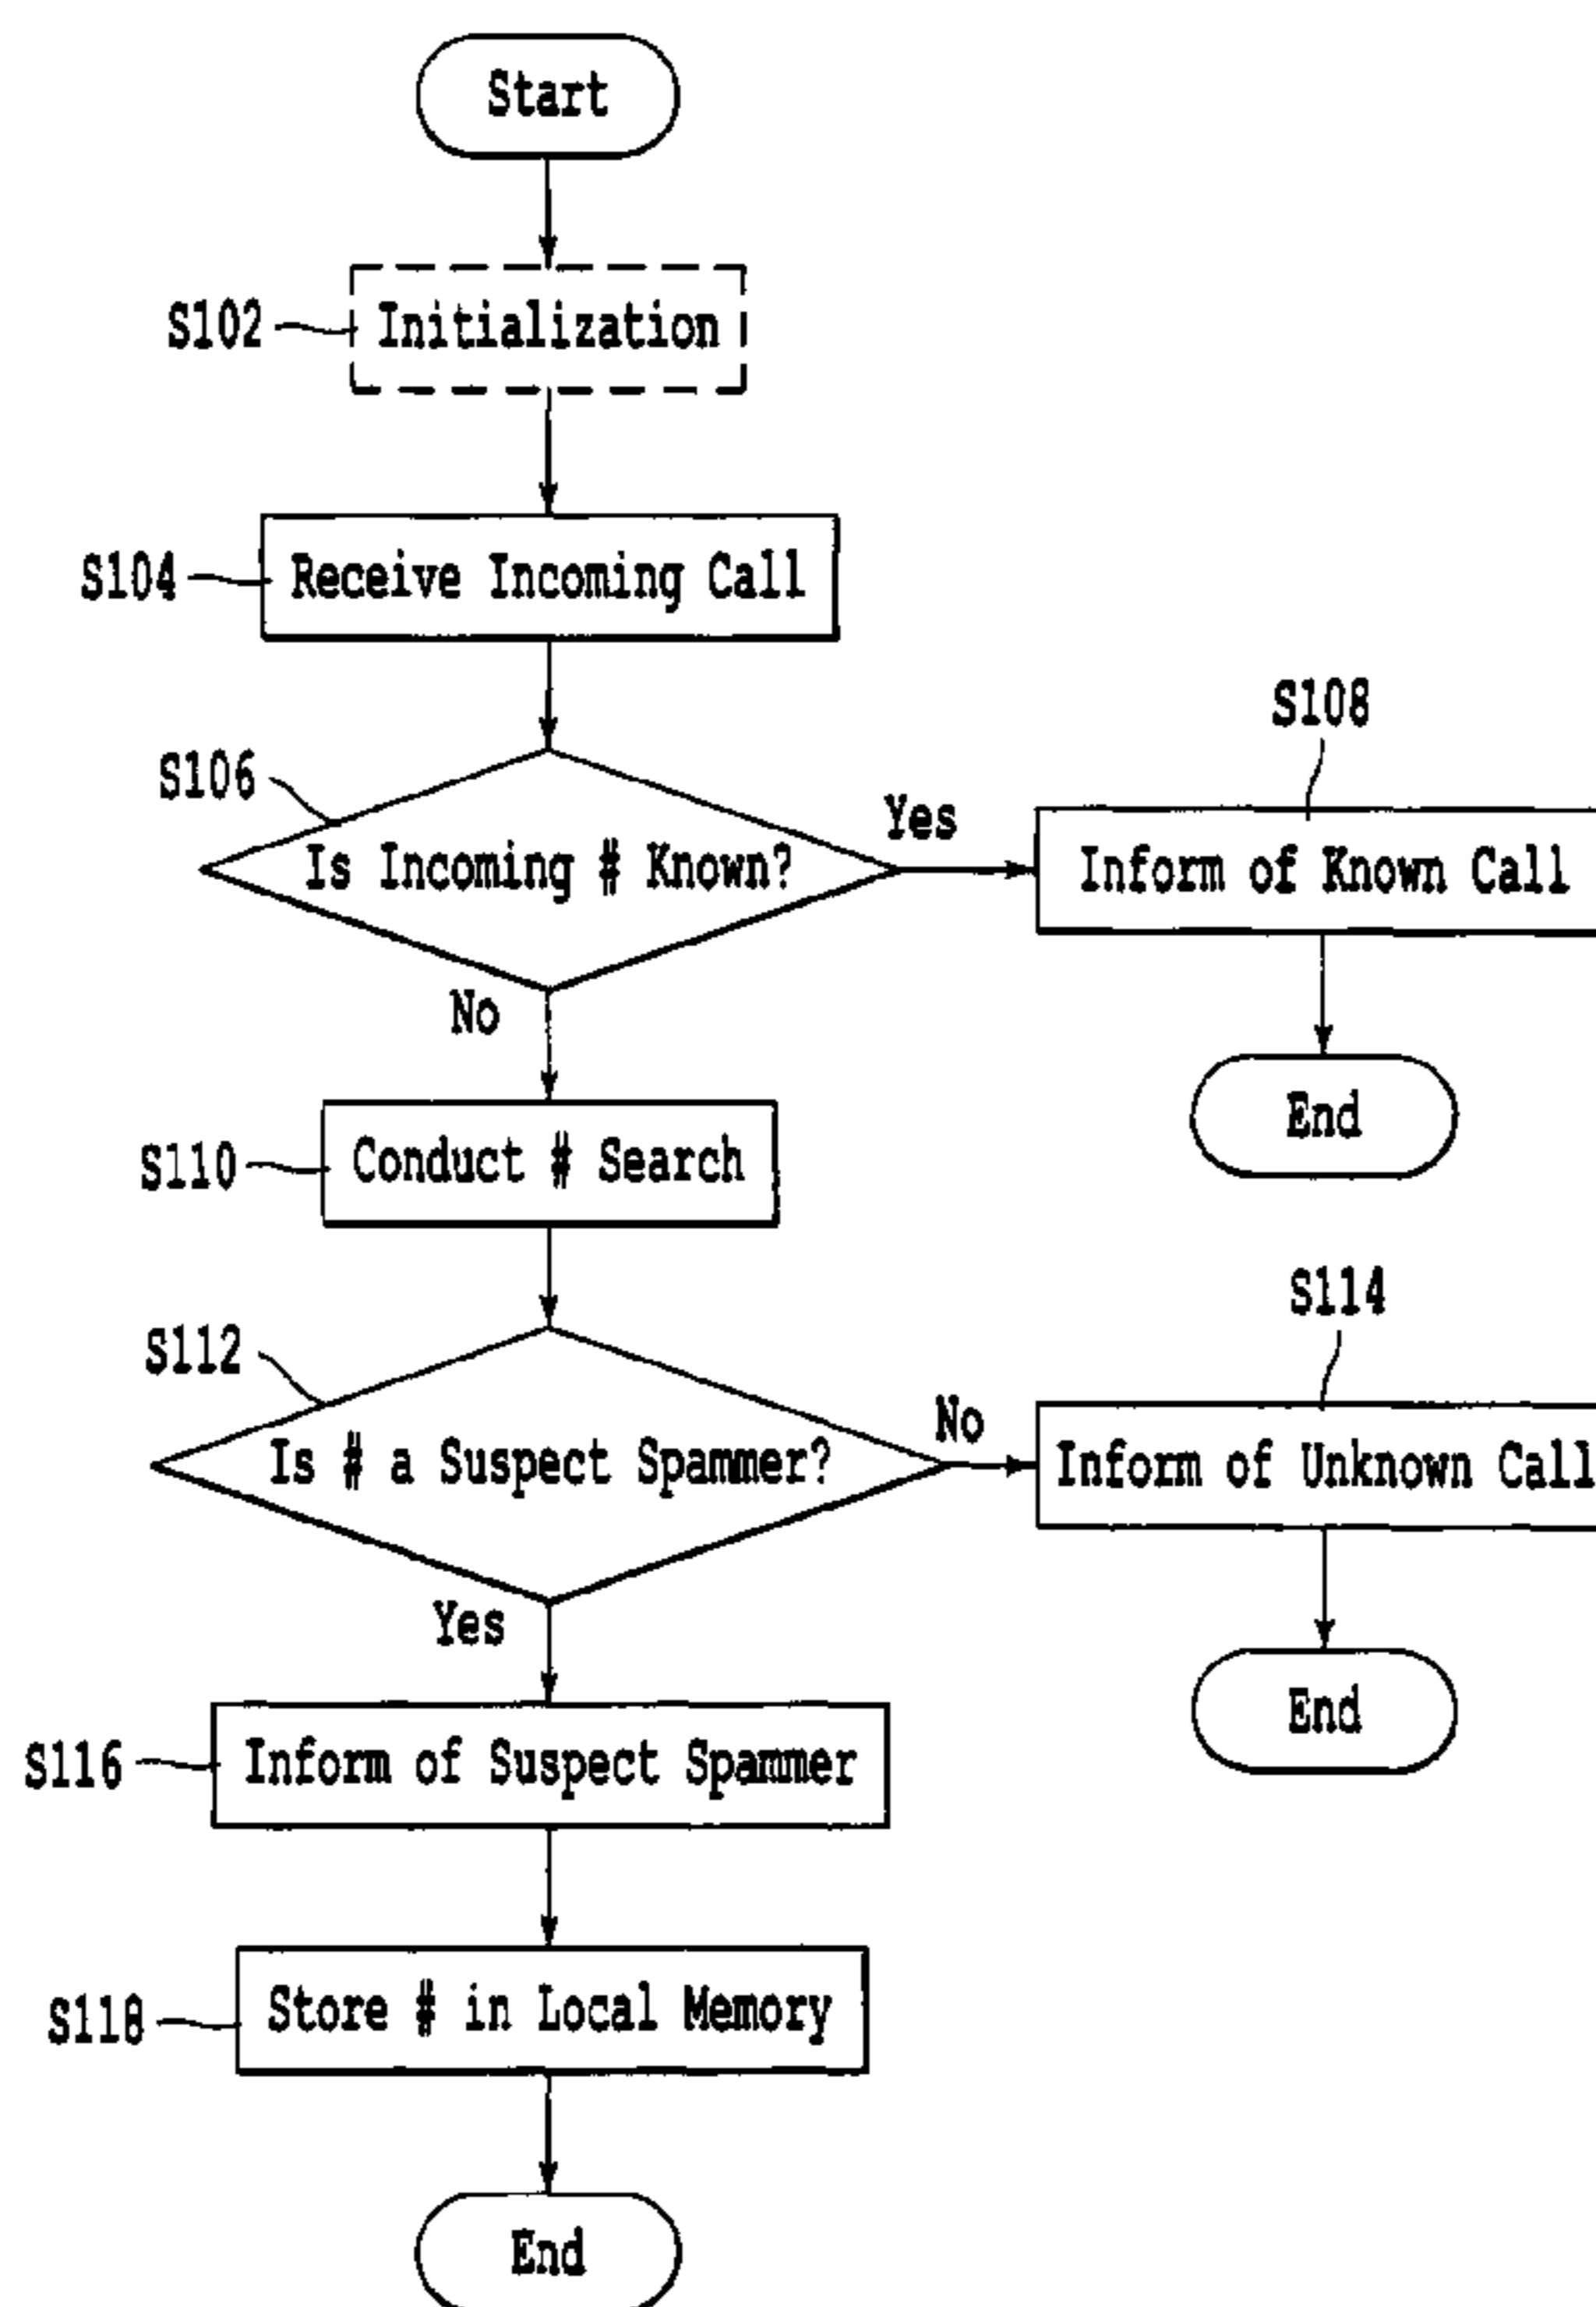 Start
S102
Initialization
S104
Receive Incoming Call
S106
Is Incoming # Known?
Yes
S108
Inform of Known Call
End
No
S110
Conduct # Search
S112
Is # a Suspect Spammer?
No
S114
Inform of Unknown Call
End
Yes
S116
Inform of Suspect Spammer
S118
Store # in Local Memory
End